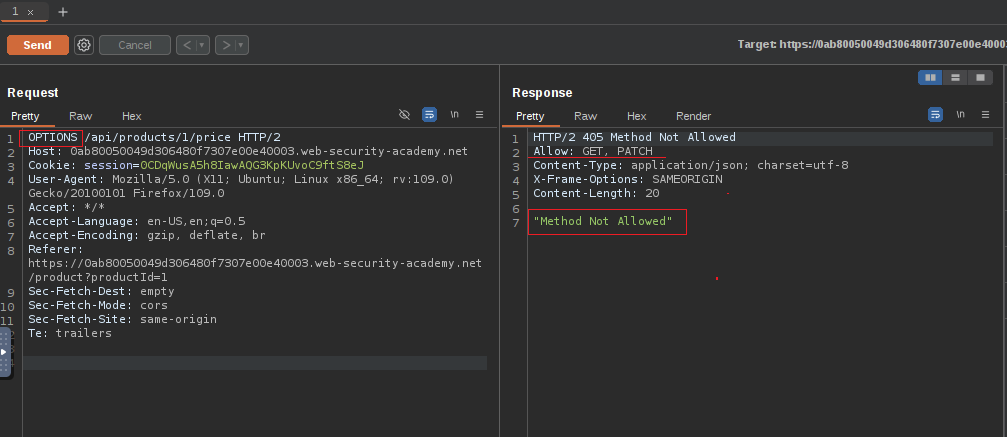 1 × +
Send Cancel < > Target: https://0ab80050049d306480f7307e00e40003
Request
Pretty Raw Hex \n
1 OPTIONS /api/products/1/price HTTP/2
2 Host: 0ab80050049d306480f7307e00e40003.web-security-academy.net
3 Cookie: session=0CDqWusA5h8IawAQG3KpKUvoC9ftS8eJ
4 User-Agent: Mozilla/5.0 (X11; Ubuntu; Linux x86_64; rv:109.0)
Gecko/20100101 Firefox/109.0
5 Accept: */*
6 Accept-Language: en-US,en;q=0.5
7 Accept-Encoding: gzip, deflate, br
8 Referer:
https://0ab80050049d306480f7307e00e40003.web-security-academy.net
/product?productId=1
9 Sec-Fetch-Dest: empty
10 Sec-Fetch-Mode: cors
11 Sec-Fetch-Site: same-origin
Te: trailers
Response
Pretty Raw Hex Render \n
1 HTTP/2 405 Method Not Allowed
2 Allow: GET, PATCH
3 Content-Type: application/json; charset=utf-8
4 X-Frame-Options: SAMEORIGIN
5 Content-Length: 20
6
7 "Method Not Allowed"